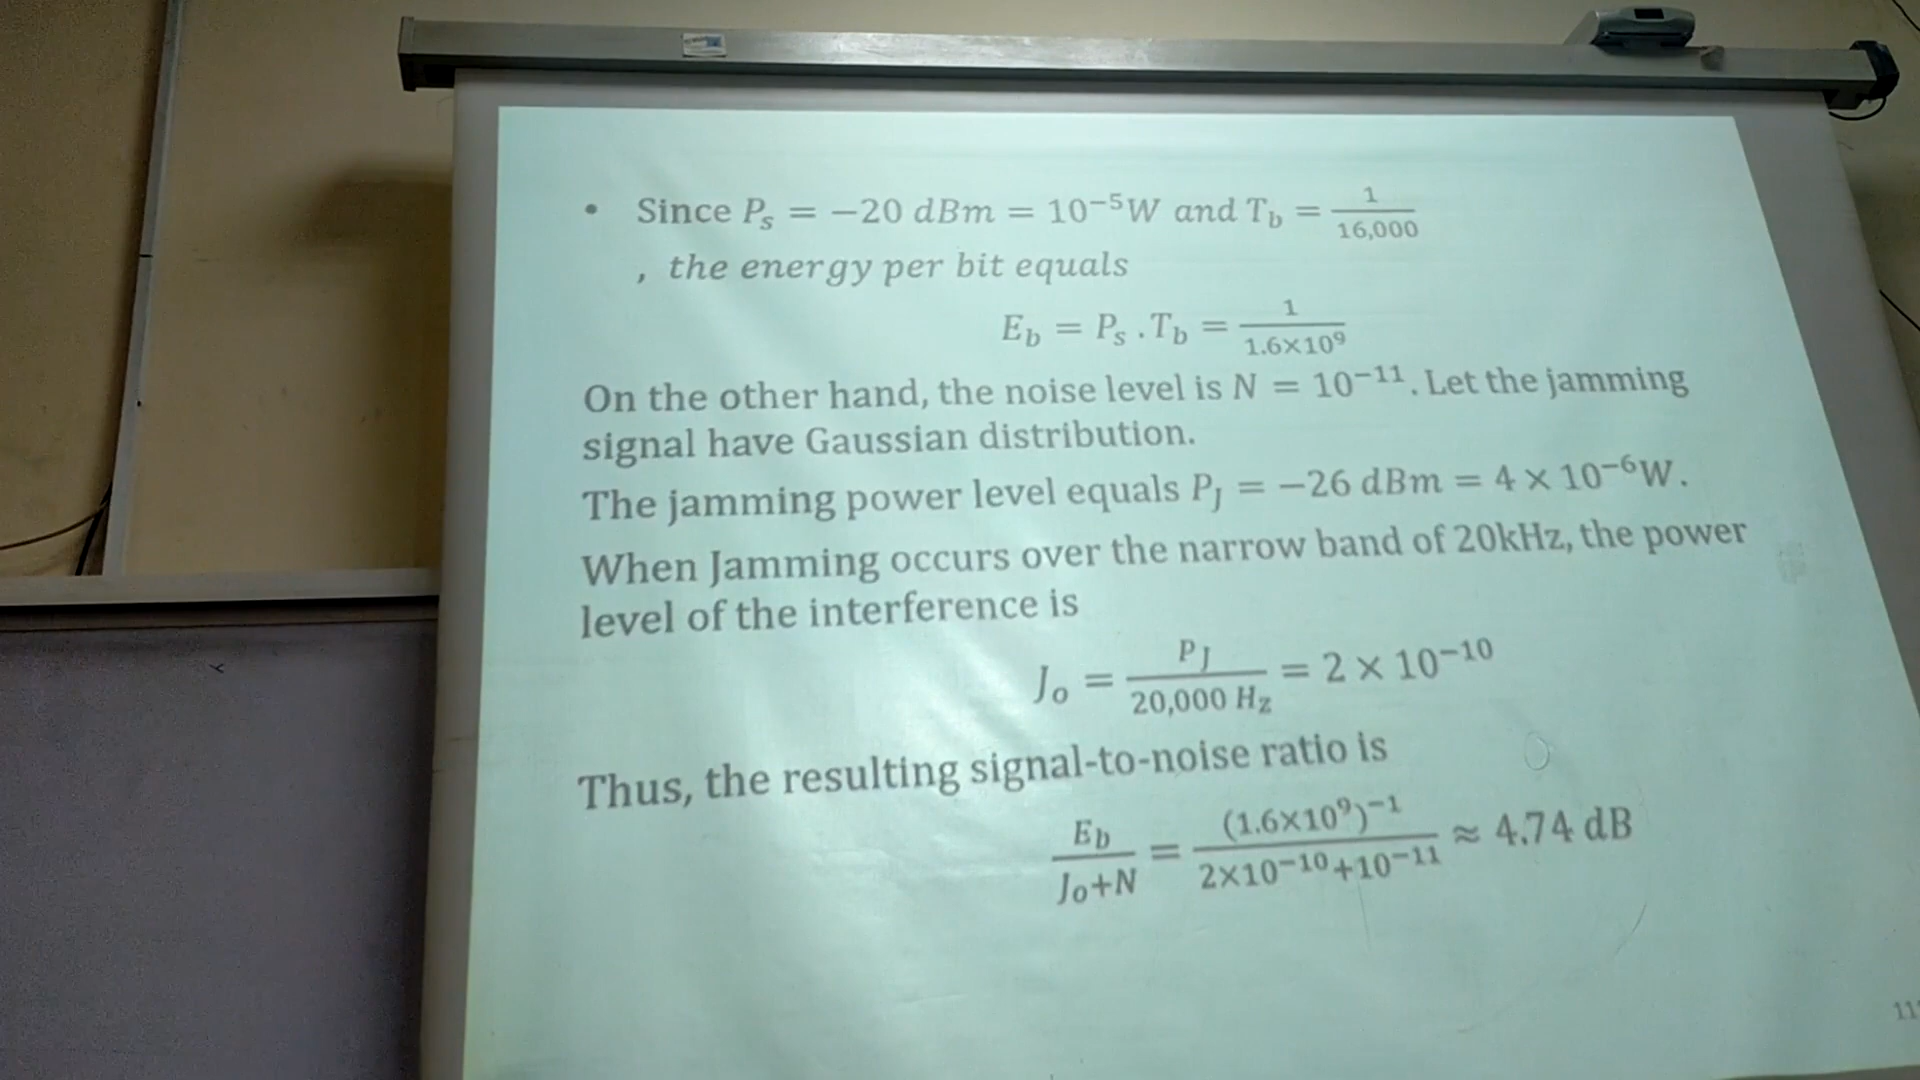 • Since P_s = −20 dBm = 10^−5 W and T_b = 1/16,000
, the energy per bit equals
E_b = P_s . T_b = 1/(1.6×10^9)
On the other hand, the noise level is N = 10^−11. Let the jamming
signal have Gaussian distribution.
The jamming power level equals P_J = −26 dBm = 4 × 10^−6 W.
When Jamming occurs over the narrow band of 20kHz, the power
level of the interference is
J_o = P_J/(20,000 Hz) = 2 × 10^−10
Thus, the resulting signal-to-noise ratio is
E_b/(J_o+N) = (1.6×10^9)^−1/(2×10^−10+10^−11) ≈ 4.74 dB